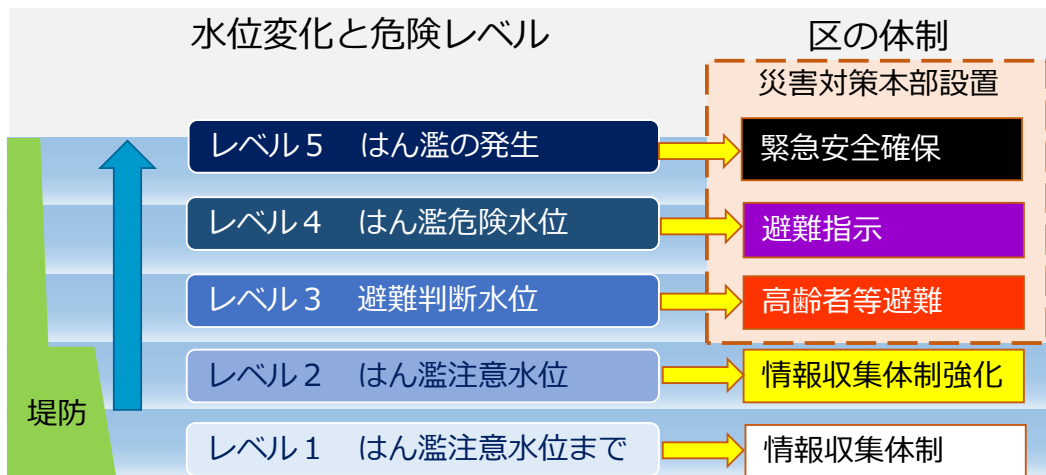 水位変化と危険レベル
区の体制
災害対策本部設置
レベル５　はん濫の発生
緊急安全確保
レベル４　はん濫危険水位
避難指示
レベル３　避難判断水位
高齢者等避難
レベル２　はん濫注意水位
情報収集体制強化
堤防
レベル１　はん濫注意水位まで
情報収集体制